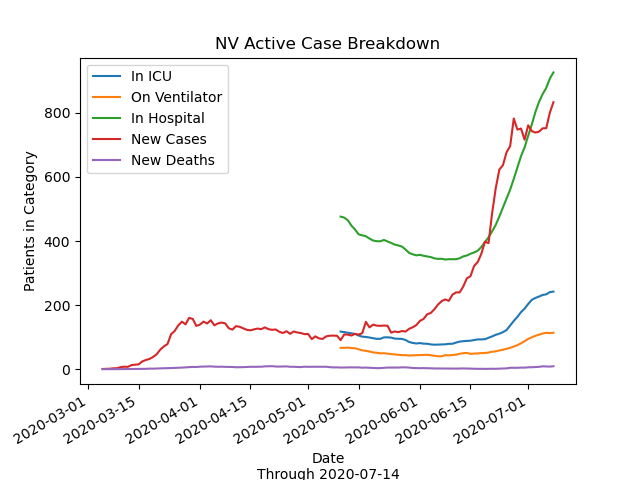 NV Active Case Breakdown
In ICU
On Ventilator
In Hospital
New Cases
New Deaths
Patients in Category
800
600
400
200
0
2020-03-01
2020-03-15
2020-04-01
2020-04-15
2020-05-01
2020-05-15
2020-06-01
2020-06-15
2020-07-01
Date
Through 2020-07-14